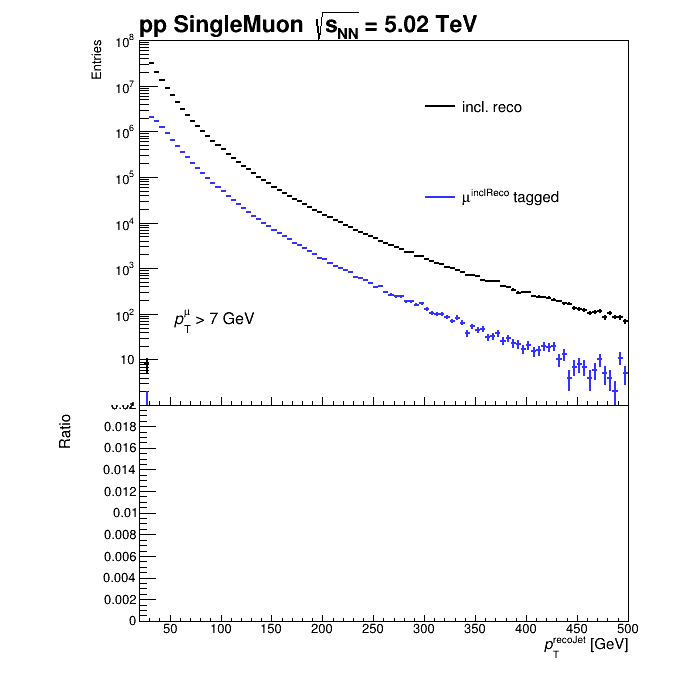 pp SingleMuon √sNN = 5.02 TeV
Entries
10^8
10^7
10^6
10^5
10^4
10^3
10^2
10
incl. reco
μ^inclReco tagged
p_T^μ > 7 GeV
Ratio
0.02
0.018
0.016
0.014
0.012
0.01
0.008
0.006
0.004
0.002
0
50 100 150 200 250 300 350 400 450 500
p_T^recoJet [GeV]